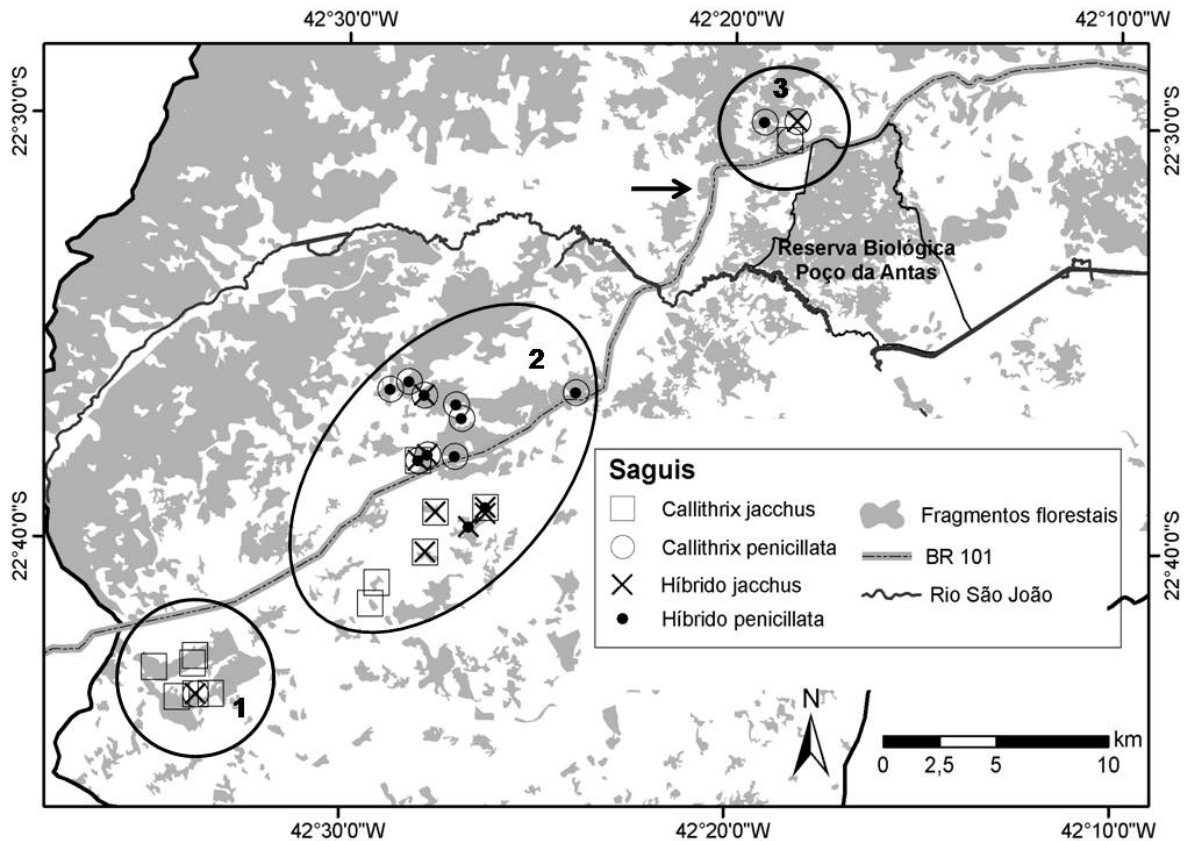 42°30'0"W
42°20'0"W
42°10'0"W
22°30'0"S
22°30'0"S
3
Reserva Biológica
Poço da Antas
2
Saguis
Callithrix jacchus
Callithrix penicillata
Híbrido jacchus
Híbrido penicillata
Fragmentos florestais
BR 101
Rio São João
22°40'0"S
22°40'0"S
1
N
km
0 2,5 5 10
42°30'0"W
42°20'0"W
42°10'0"W